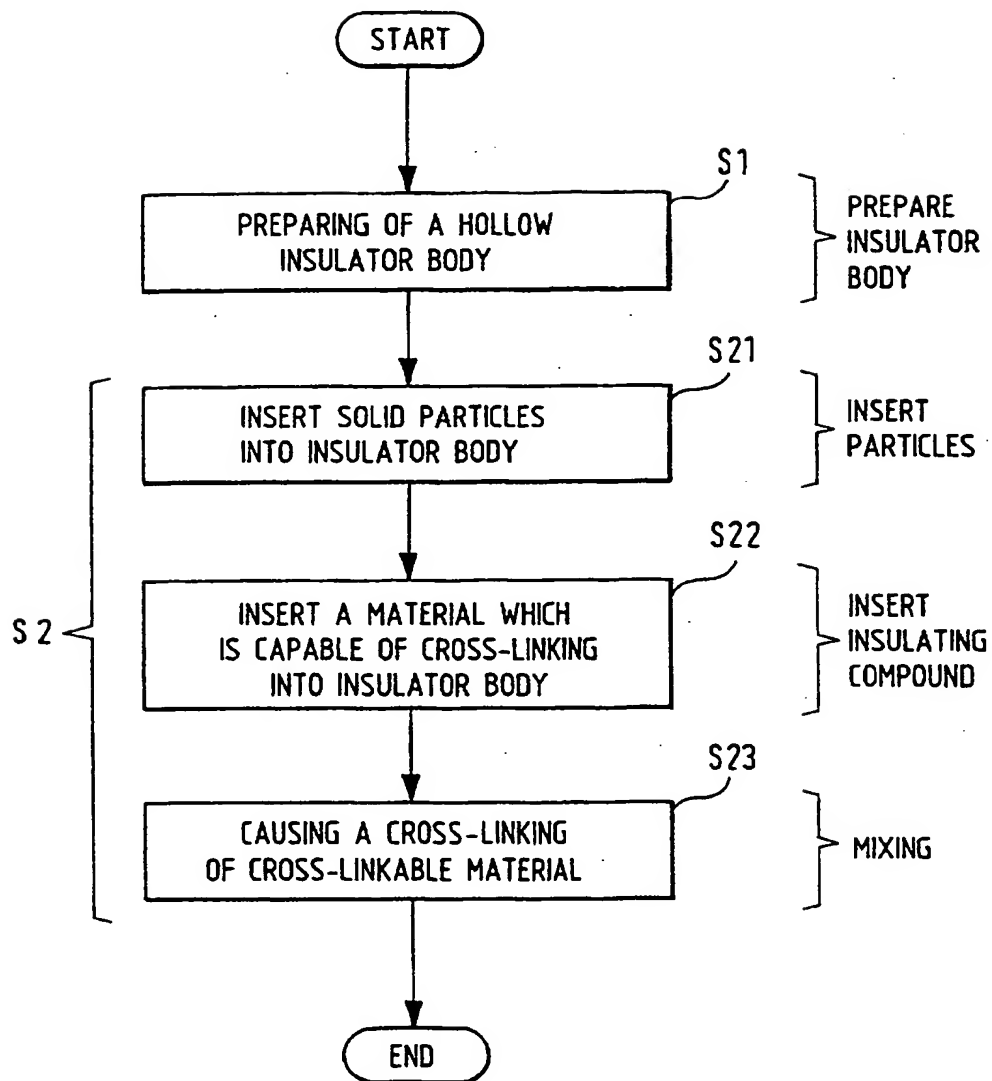 START
S1
PREPARING OF A HOLLOW
INSULATOR BODY
PREPARE
INSULATOR
BODY
S21
INSERT SOLID PARTICLES
INTO INSULATOR BODY
INSERT
PARTICLES
S22
S2
INSERT A MATERIAL WHICH
IS CAPABLE OF CROSS-LINKING
INTO INSULATOR BODY
INSERT
INSULATING
COMPOUND
S23
CAUSING A CROSS-LINKING
OF CROSS-LINKABLE MATERIAL
MIXING
END